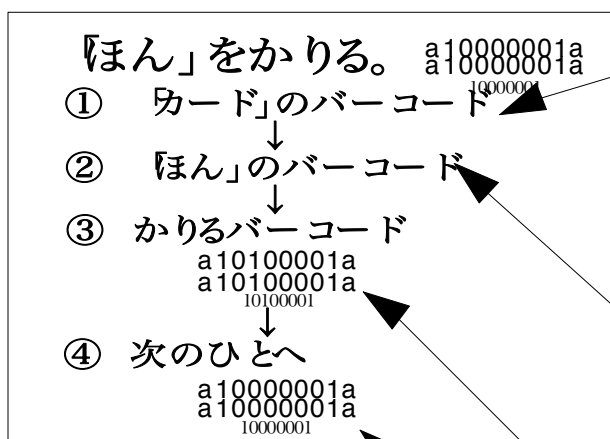 「ほん」をかりる。 a10000001a
a10000001a
10000001
① 「カード」のバーコード
↓
② 「ほん」のバーコード
↓
③ かりるバーコード
a10100001a
a10100001a
10100001
↓
④ 次のひとへ
a10000001a
a10000001a
10000001